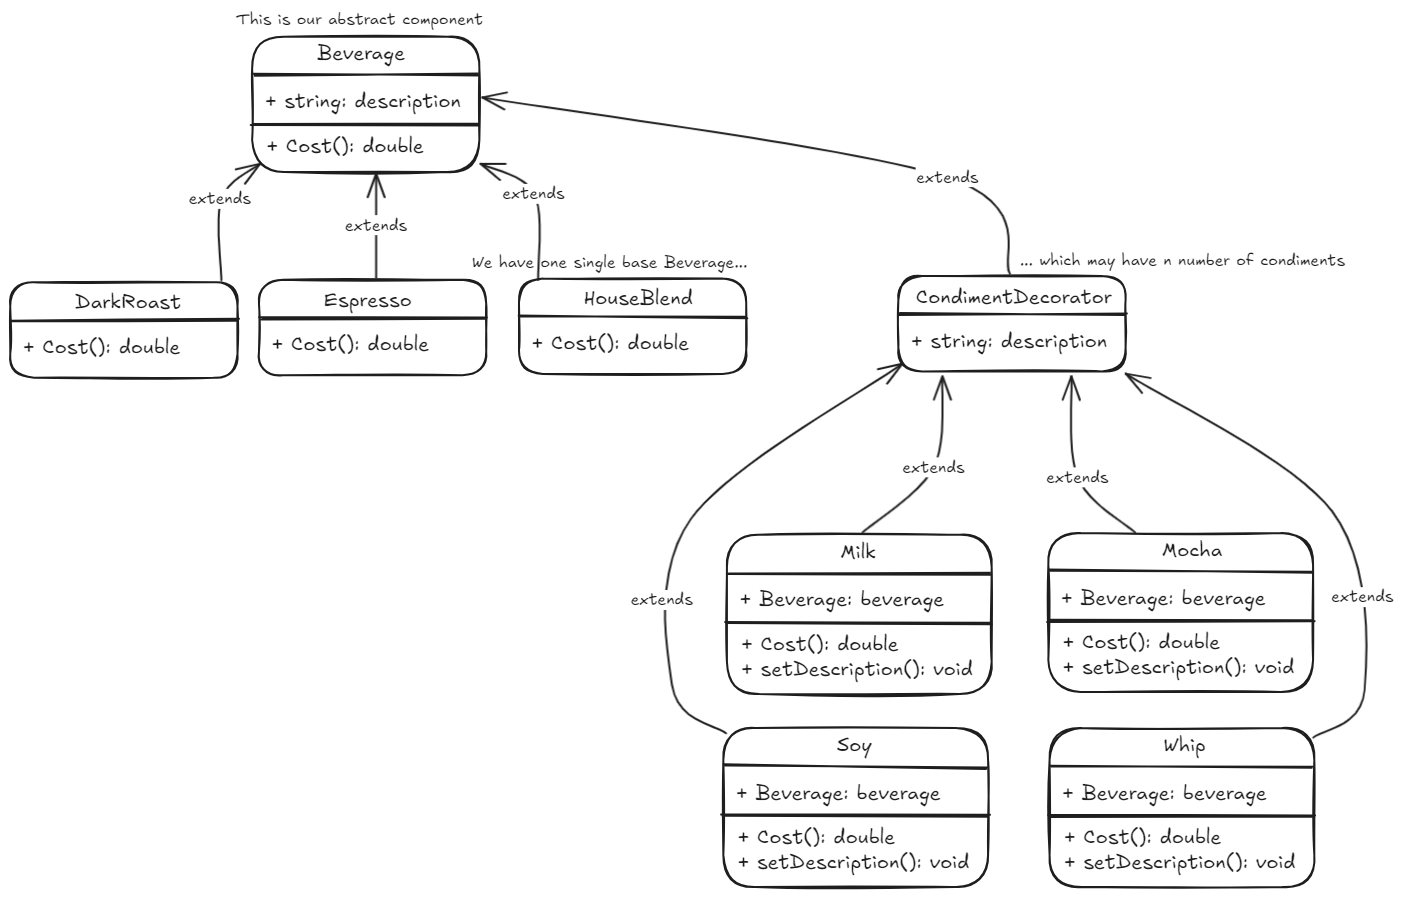 This is our abstract component
Beverage
+ string: description
+ Cost(): double
extends
extends
extends
extends
We have one single base Beverage...
... which may have n number of condiments
DarkRoast
+ Cost(): double
Espresso
+ Cost(): double
HouseBlend
+ Cost(): double
CondimentDecorator
+ string: description
extends
extends
extends
extends
Milk
+ Beverage: beverage
+ Cost(): double
+ setDescription(): void
Mocha
+ Beverage: beverage
+ Cost(): double
+ setDescription(): void
Soy
+ Beverage: beverage
+ Cost(): double
+ setDescription(): void
Whip
+ Beverage: beverage
+ Cost(): double
+ setDescription(): void